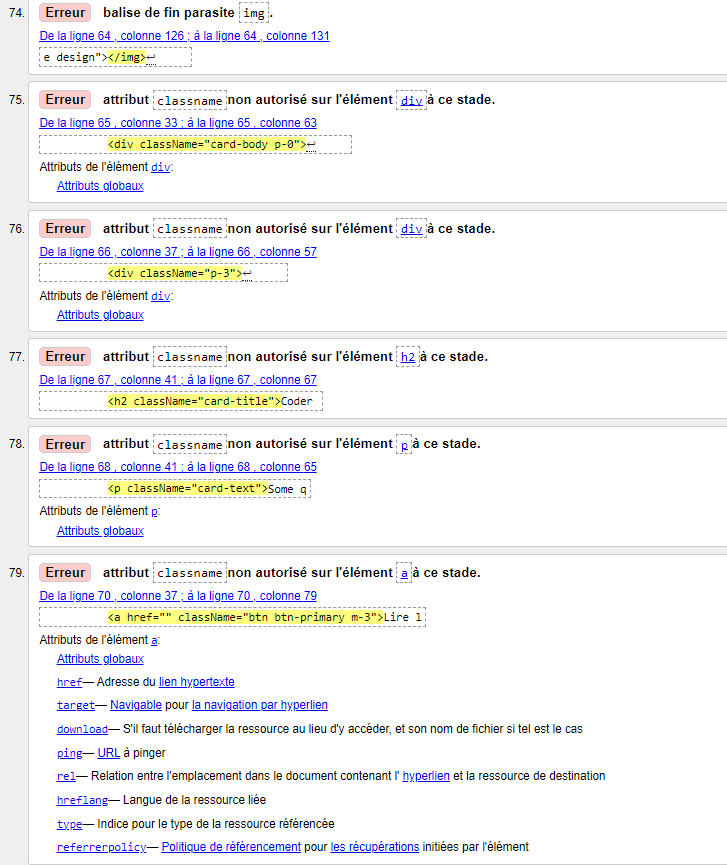 74. Erreur balise de fin parasite img.
De la ligne 64 , colonne 126 ; à la ligne 64 , colonne 131
e design"></img>↩
75. Erreur attribut classname non autorisé sur l'élément div à ce stade.
De la ligne 65 , colonne 33 ; à la ligne 65 , colonne 63
<div className="card-body p-0">↩
Attributs de l'élément div:
Attributs globaux
76. Erreur attribut classname non autorisé sur l'élément div à ce stade.
De la ligne 66 , colonne 37 ; à la ligne 66 , colonne 57
<div className="p-3">↩
Attributs de l'élément div:
Attributs globaux
77. Erreur attribut classname non autorisé sur l'élément h2 à ce stade.
De la ligne 67 , colonne 41 ; à la ligne 67 , colonne 67
<h2 className="card-title">Coder
78. Erreur attribut classname non autorisé sur l'élément p à ce stade.
De la ligne 68 , colonne 41 ; à la ligne 68 , colonne 65
<p className="card-text">Some q
Attributs de l'élément p:
Attributs globaux
79. Erreur attribut classname non autorisé sur l'élément a à ce stade.
De la ligne 70 , colonne 37 ; à la ligne 70 , colonne 79
<a href="" className="btn btn-primary m-3">Lire l
Attributs de l'élément a:
Attributs globaux
href— Adresse du lien hypertexte
target— Navigable pour la navigation par hyperlien
download— S'il faut télécharger la ressource au lieu d'y accéder, et son nom de fichier si tel est le cas
ping— URL à pinger
rel— Relation entre l'emplacement dans le document contenant l' hyperlien et la ressource de destination
hreflang— Langue de la ressource liée
type— Indice pour le type de la ressource référencée
referrerpolicy— Politique de référencement pour les récupérations initiées par l'élément